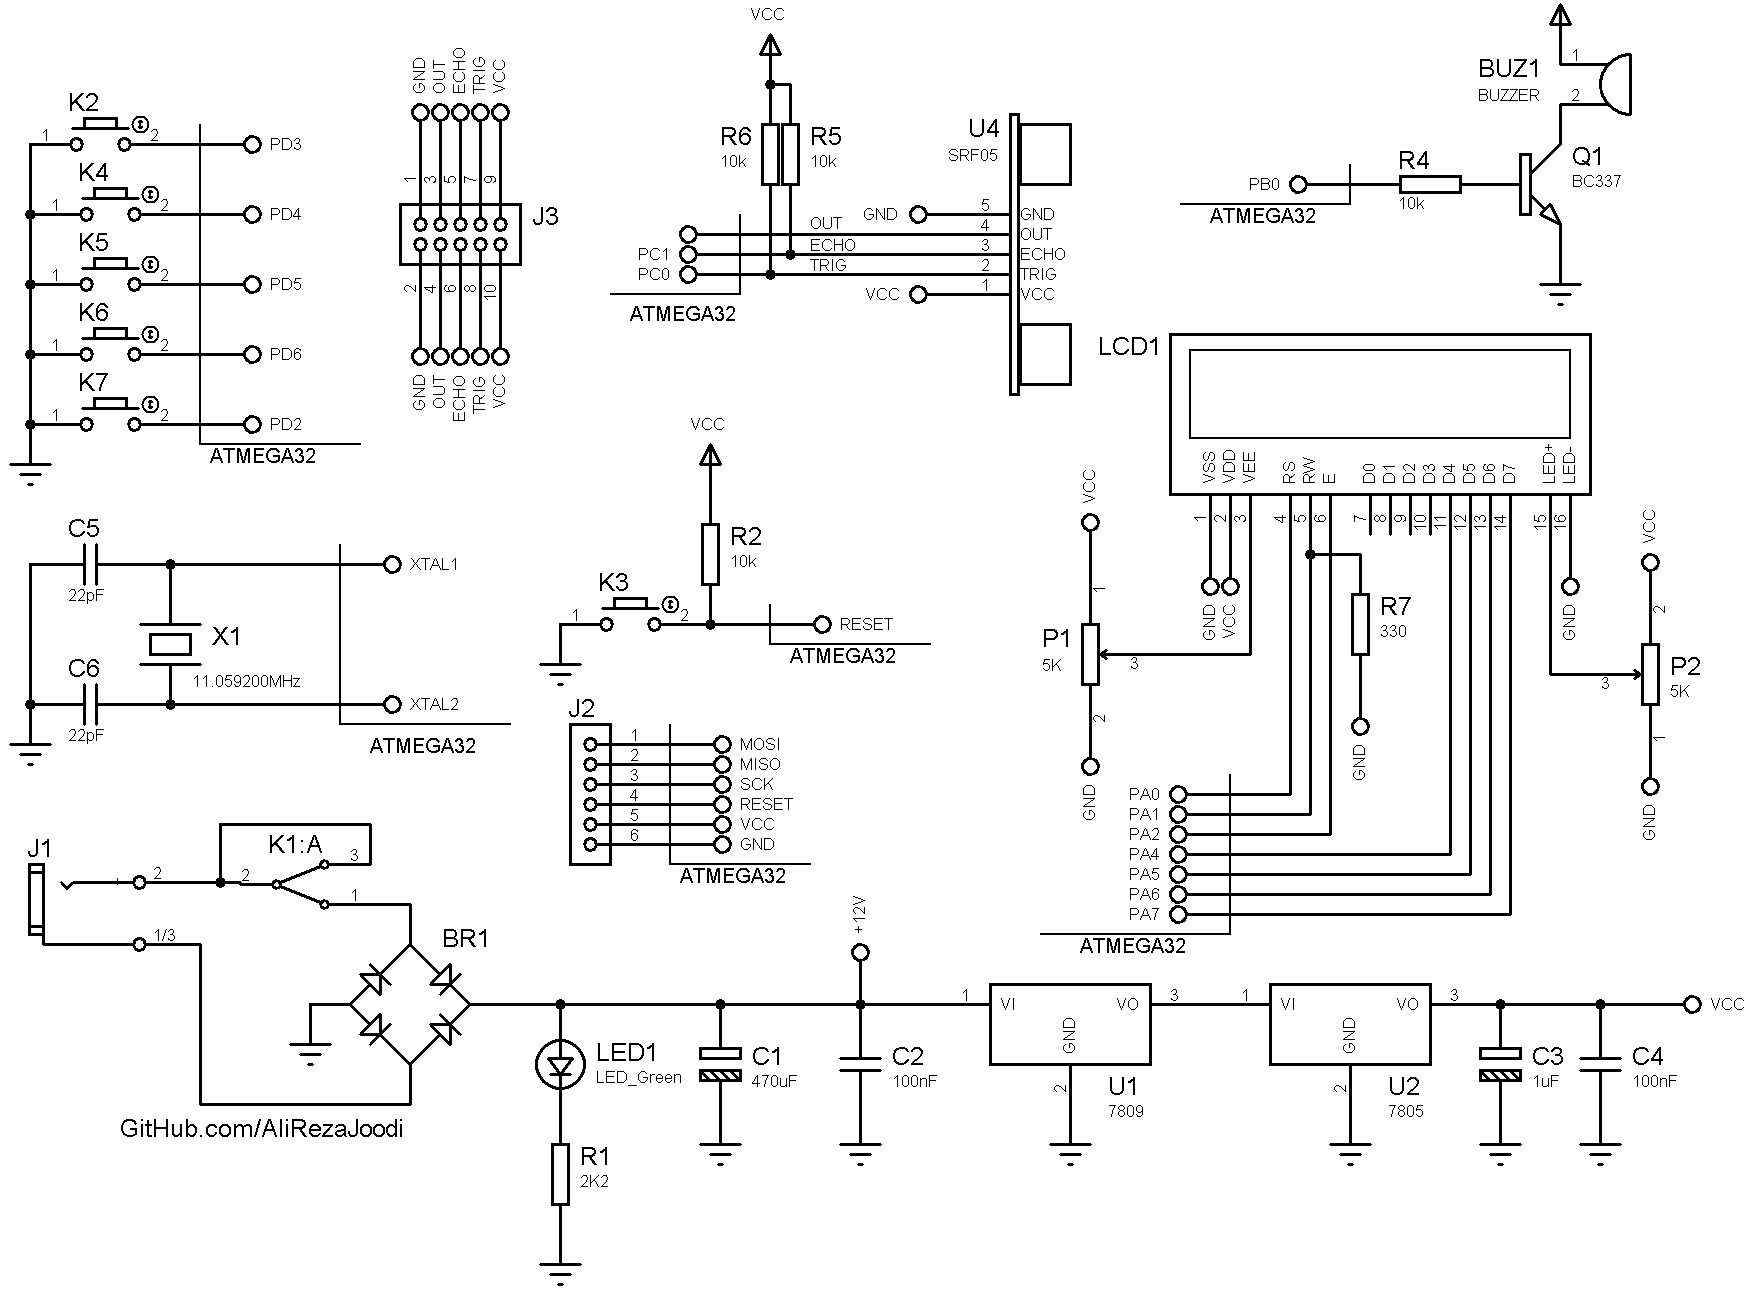 K2
1
2
PD3
K4
1
2
PD4
K5
1
2
PD5
K6
1
2
PD6
K7
1
2
PD2
ATMEGA32
GND
OUT
ECHO
TRIG
VCC
1
3
5
7
9
J3
2
4
6
8
10
GND
OUT
ECHO
TRIG
VCC
VCC
R6
10k
R5
10k
U4
SRF05
GND
5
GND
OUT
4
OUT
PC1
ECHO
3
ECHO
PC0
TRIG
2
TRIG
VCC
1
VCC
ATMEGA32
BUZ1
BUZZER
1
2
Q1
BC337
PB0
R4
10k
ATMEGA32
C5
22pF
XTAL1
X1
11.059200MHz
C6
22pF
XTAL2
ATMEGA32
VCC
R2
10k
K3
1
2
RESET
ATMEGA32
J2
1
MOSI
2
MISO
3
SCK
4
RESET
5
VCC
6
GND
ATMEGA32
LCD1
VSS
VDD
VEE
RS
RW
E
D0
D1
D2
D3
D4
D5
D6
D7
LED+
LED-
1
2
3
4
5
6
7
8
9
10
11
12
13
14
15
16
GND
VCC
GND
VCC
1
P1
5K
3
2
GND
R7
330
GND
VCC
2
P2
5K
3
1
GND
PA0
PA1
PA2
PA4
PA5
PA6
PA7
ATMEGA32
J1
2
1/3
K1:A
2
3
1
BR1
GitHub.com/AliRezaJoodi
LED1
LED_Green
R1
2K2
C1
470uF
+12V
C2
100nF
1
VI
VO
3
GND
2
U1
7809
1
VI
VO
3
GND
2
U2
7805
C3
1uF
C4
100nF
VCC